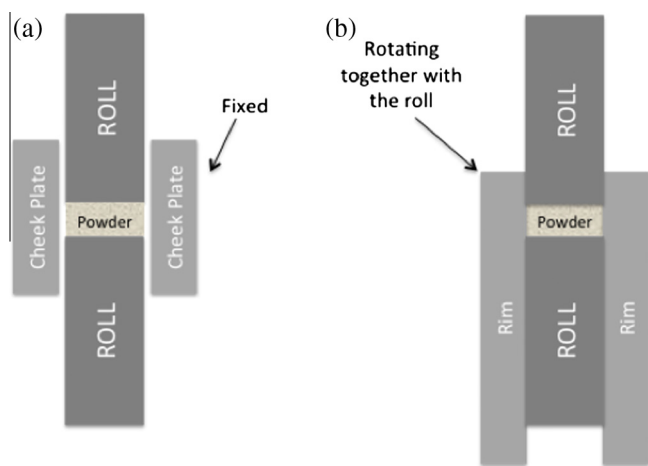 (a)
ROLL
Fixed
Cheek Plate
Powder
Cheek Plate
ROLL
(b)
Rotating
together with
the roll
ROLL
Powder
Rim
ROLL
Rim